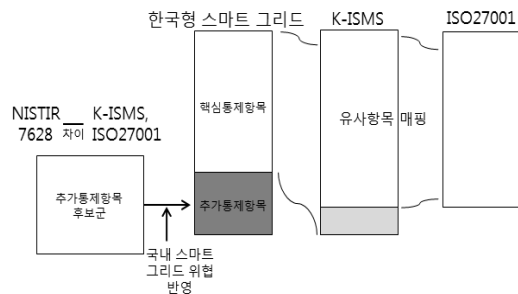 한국형 스마트 그리드
K-ISMS
ISO27001
핵심통제항목
유사항목 매핑
NISTIR
7628
차이
K-ISMS,
ISO27001
추가통제항목
후보군
추가통제항목
국내 스마트
그리드 위협
반영